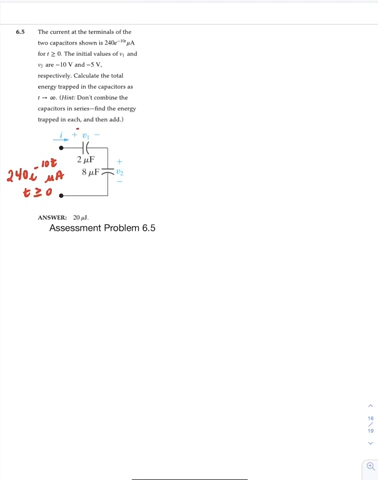 6.5 The current at the terminals of the
two capacitors shown is 240e⁻¹⁰ᵗ μA
for t ≥ 0. The initial values of v₁ and
v₂ are −10 V and −5 V,
respectively. Calculate the total
energy trapped in the capacitors as
t → ∞. (Hint: Don't combine the
capacitors in series—find the energy
trapped in each, and then add.)
i + v₁ −
2 μF
8 μF
+
v₂
−
240e⁻¹⁰ᵗ μA
t ≥ 0
ANSWER: 20 μJ.
Assessment Problem 6.5
16
/
18